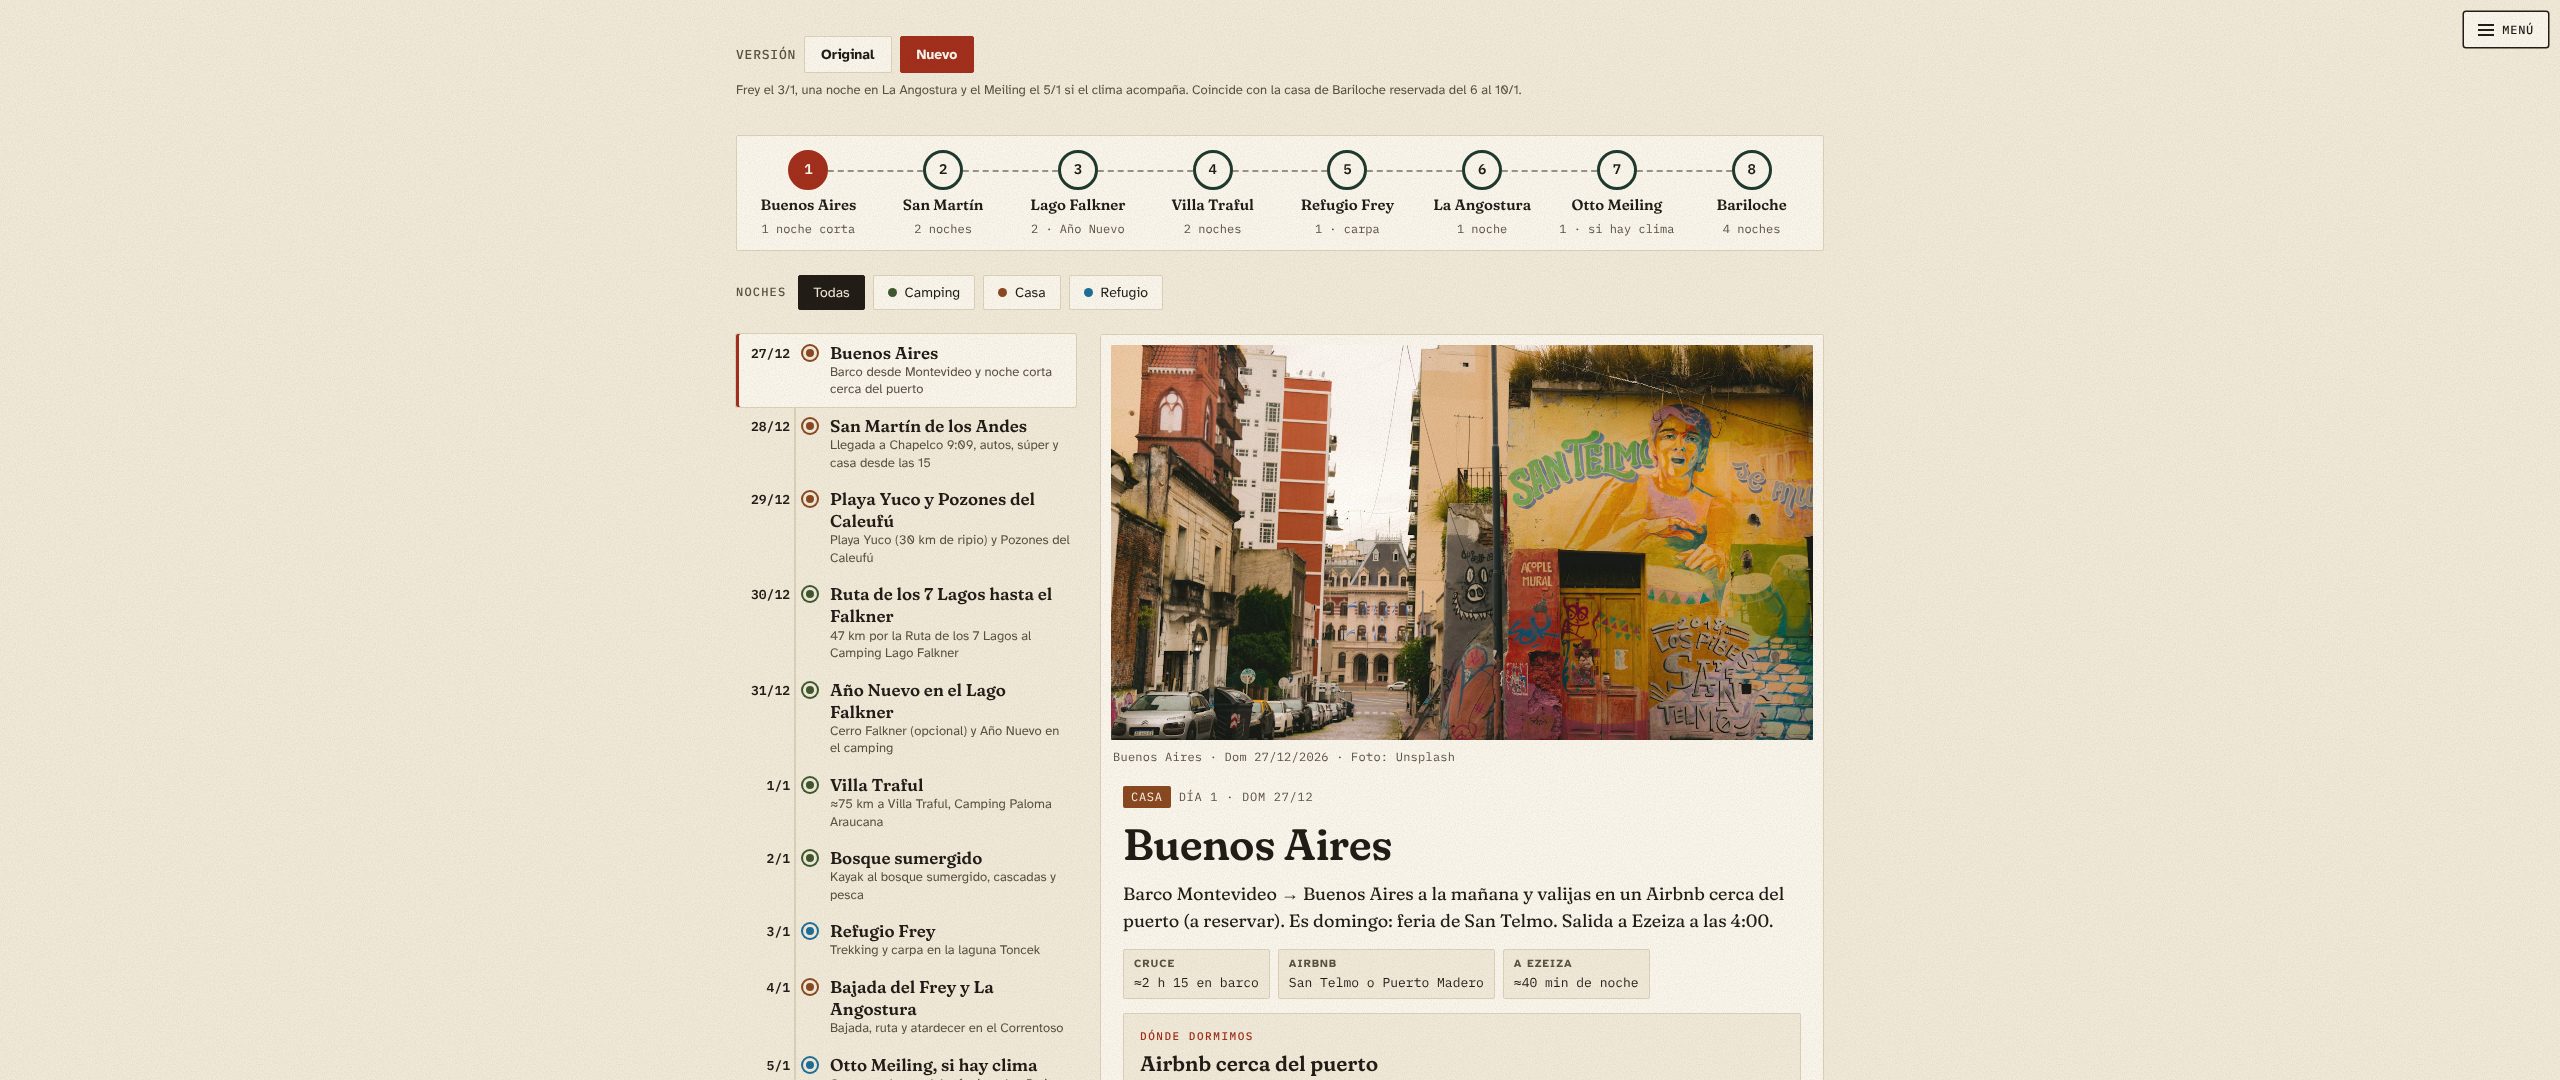 MENÚ
VERSIÓN Original Nuevo
Frey el 3/1, una noche en La Angostura y el Meiling el 5/1 si el clima acompaña. Coincide con la casa de Bariloche reservada del 6 al 10/1.
1 2 3 4 5 6 7 8
Buenos Aires San Martín Lago Falkner Villa Traful Refugio Frey La Angostura Otto Meiling Bariloche
1 noche corta 2 noches 2 · Año Nuevo 2 noches 1 · carpa 1 noche 1 · si hay clima 4 noches
NOCHES Todas Camping Casa Refugio
27/12 Buenos Aires
Barco desde Montevideo y noche corta
cerca del puerto
28/12 San Martín de los Andes
Llegada a Chapelco 9:09, autos, súper y
casa desde las 15
29/12 Playa Yuco y Pozones del
Caleufú
Playa Yuco (30 km de ripio) y Pozones del
Caleufú
30/12 Ruta de los 7 Lagos hasta el
Falkner
47 km por la Ruta de los 7 Lagos al
Camping Lago Falkner
31/12 Año Nuevo en el Lago
Falkner
Cerro Falkner (opcional) y Año Nuevo en
el camping
1/1 Villa Traful
≈75 km a Villa Traful, Camping Paloma
Araucana
2/1 Bosque sumergido
Kayak al bosque sumergido, cascadas y
pesca
3/1 Refugio Frey
Trekking y carpa en la laguna Toncek
4/1 Bajada del Frey y La
Angostura
Bajada, ruta y atardecer en el Correntoso
5/1 Otto Meiling, si hay clima
SAN TELMO
ACOPLE
MURAL
2018
LOS PIBES
SAN
TELMO
Buenos Aires · Dom 27/12/2026 · Foto: Unsplash
CASA DÍA 1 · DOM 27/12
Buenos Aires
Barco Montevideo → Buenos Aires a la mañana y valijas en un Airbnb cerca del
puerto (a reservar). Es domingo: feria de San Telmo. Salida a Ezeiza a las 4:00.
CRUCE
≈2 h 15 en barco
AIRBNB
San Telmo o Puerto Madero
A EZEIZA
≈40 min de noche
DÓNDE DORMIMOS
Airbnb cerca del puerto